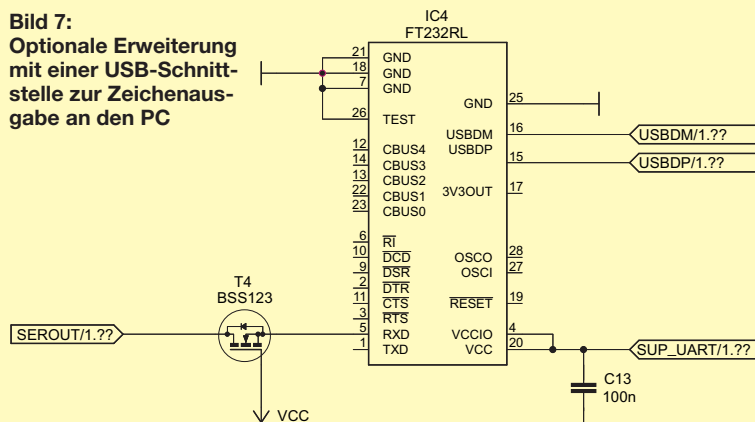 Bild 7:
Optionale Erweiterung
mit einer USB-Schnitt-
stelle zur Zeichenaus-
gabe an den PC
IC4
FT232RL
21 GND
18 GND
7 GND
26 TEST
12 CBUS4
14 CBUS3
13 CBUS2
22 CBUS1
23 CBUS0
6 RI
10 DCD
9 DSR
2 DTR
11 CTS
3 RTS
5 RXD
1 TXD
GND 25
USBDM 16
USBDP 15
3V3OUT 17
OSCO 28
OSCI 27
RESET 19
VCCIO 4
VCC 20
USBDM/1.??
USBDP/1.??
SUP_UART/1.??
C13
100n
T4
BSS123
SEROUT/1.??
VCC